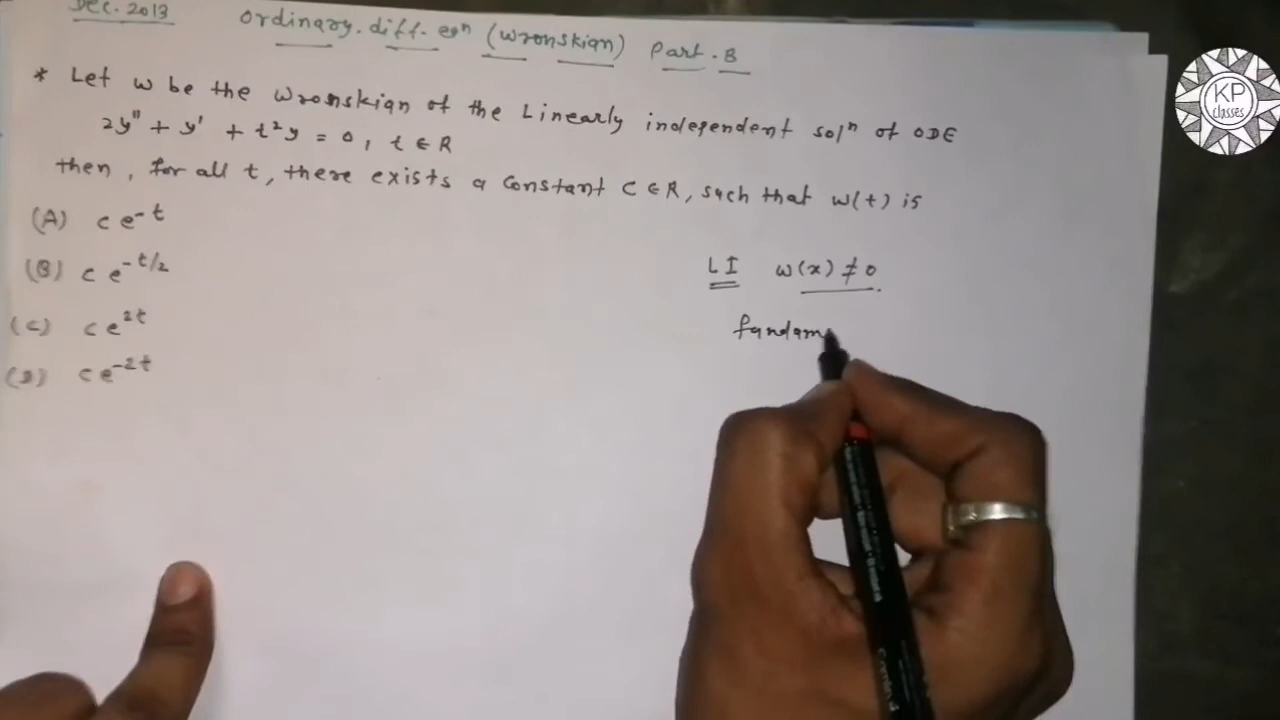 Dec. 2013
Ordinary. diff. eqn (Wronskian) Part. B
* Let w be the wronskian of the Linearly independent soln of ODE
2y" + y' + t²y = 0, t ∈ R
then, for all t, there exists a constant C ∈ R, such that w(t) is
(A) c e^-t
(B) c e^-t/2
(C) c e^2t
(D) c e^-2t
LI w(x) ≠ 0
fundam
KP
classes